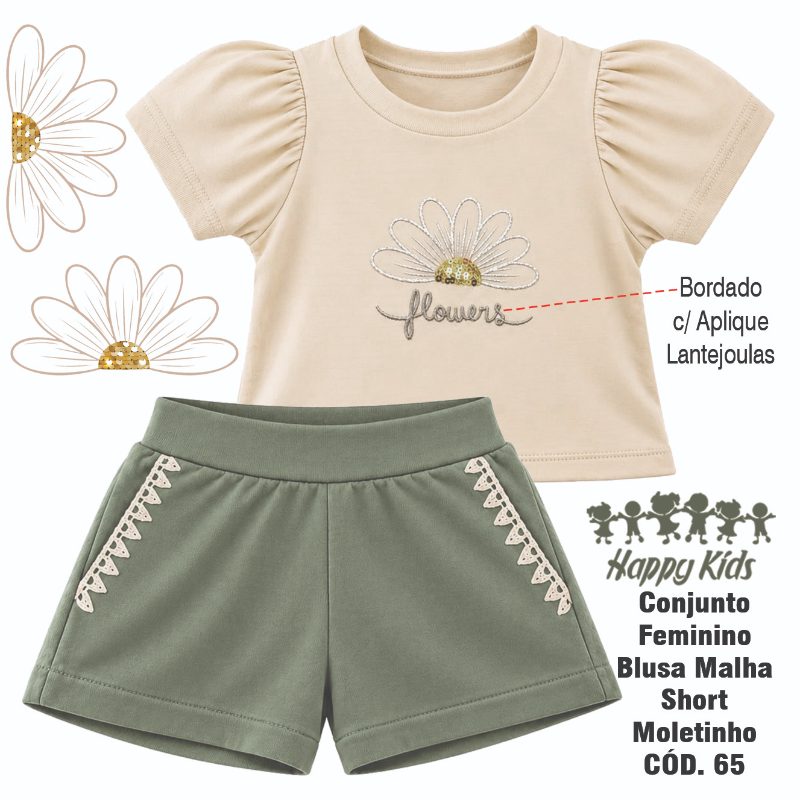 flowers
Bordado
c/ Aplique
Lantejoulas
Happy Kids
Conjunto
Feminino
Blusa Malha
Short
Moletinho
CÓD. 65